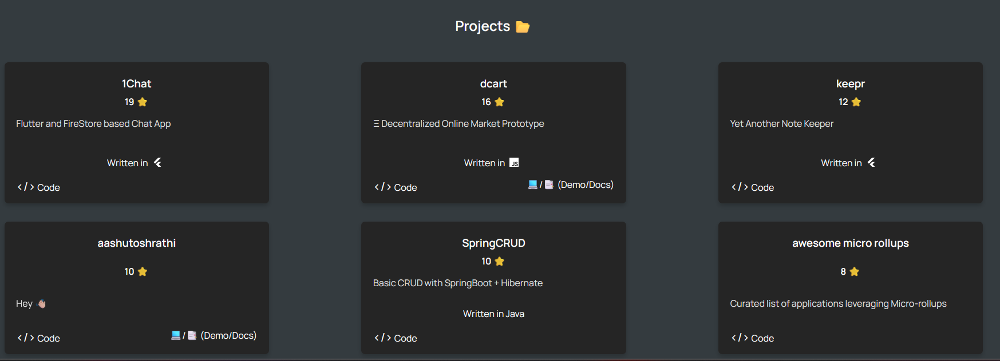 Projects 📂
1Chat
19 ⭐
Flutter and FireStore based Chat App
Written in
</> Code
dcart
16 ⭐
Ξ Decentralized Online Market Prototype
Written in JS
</> Code
💻 / 📑 (Demo/Docs)
keepr
12 ⭐
Yet Another Note Keeper
Written in
</> Code
aashutoshrathi
10 ⭐
Hey 👋
</> Code
💻 / 📑 (Demo/Docs)
SpringCRUD
10 ⭐
Basic CRUD with SpringBoot + Hibernate
Written in Java
</> Code
awesome micro rollups
8 ⭐
Curated list of applications leveraging Micro-rollups
</> Code